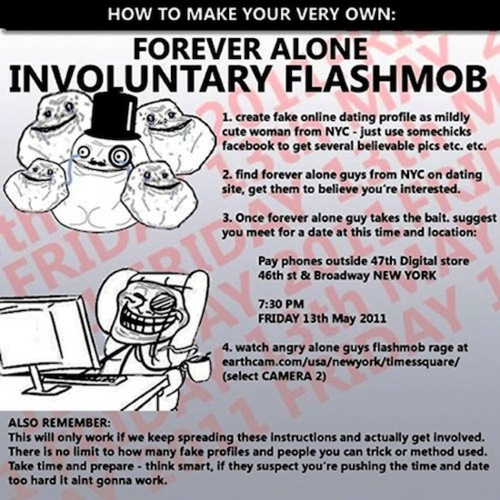 HOW TO MAKE YOUR VERY OWN:
FOREVER ALONE
INVOLUNTARY FLASHMOB
1. create fake online dating profile as mildly
cute woman from NYC - just use somechicks
facebook to get several believable pics etc. etc.
2. find forever alone guys from NYC on dating
site, get them to believe you're interested.
3. Once forever alone guy takes the bait. suggest
you meet for a date at this time and location:
Pay phones outside 47th Digital store
46th st & Broadway NEW YORK
7:30 PM
FRIDAY 13th May 2011
4. watch angry alone guys flashmob rage at
earthcam.com/usa/newyork/timessquare/
(select CAMERA 2)
ALSO REMEMBER:
This will only work if we keep spreading these instructions and actually get involved.
There is no limit to how many fake profiles and people you can trick or method used.
Take time and prepare - think smart, if they suspect you're pushing the time and date
too hard it aint gonna work.